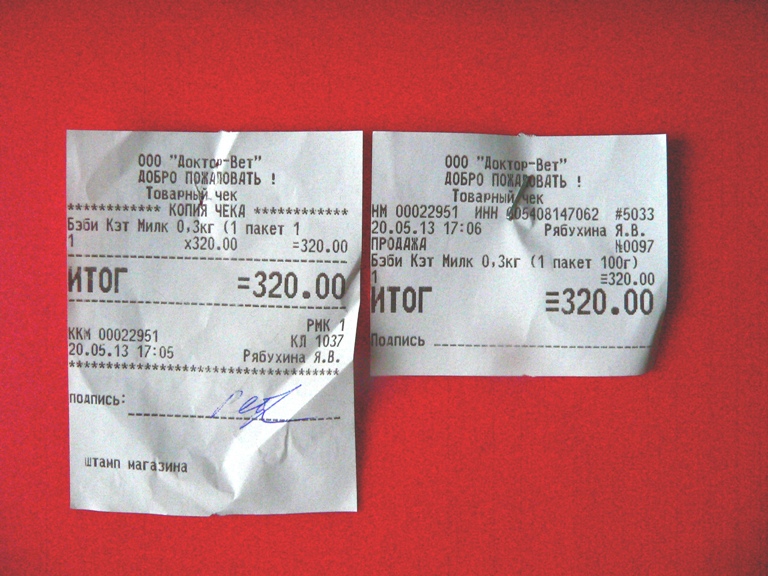 ООО "Доктор-Вет"
ДОБРО ПОЖАЛОВАТЬ !
Товарный чек
************ КОПИЯ ЧЕКА ************
Бэби Кэт Милк 0,3кг (1 пакет 1
1 x320.00 =320.00
ИТОГ =320.00
РМК 1
ККМ 00022951 КЛ 1037
20.05.13 17:05 Рябухина Я.В.
подпись:
штамп магазина
ООО "Доктор-Вет"
ДОБРО ПОЖАЛОВАТЬ !
Товарный чек
НМ 00022951 ИНН 505408147062 #5033
20.05.13 17:06 Рябухина Я.В.
ПРОДАЖА №0097
Бэби Кэт Милк 0,3кг (1 пакет 100г)
1 ≡320.00
ИТОГ ≡320.00
Подпись